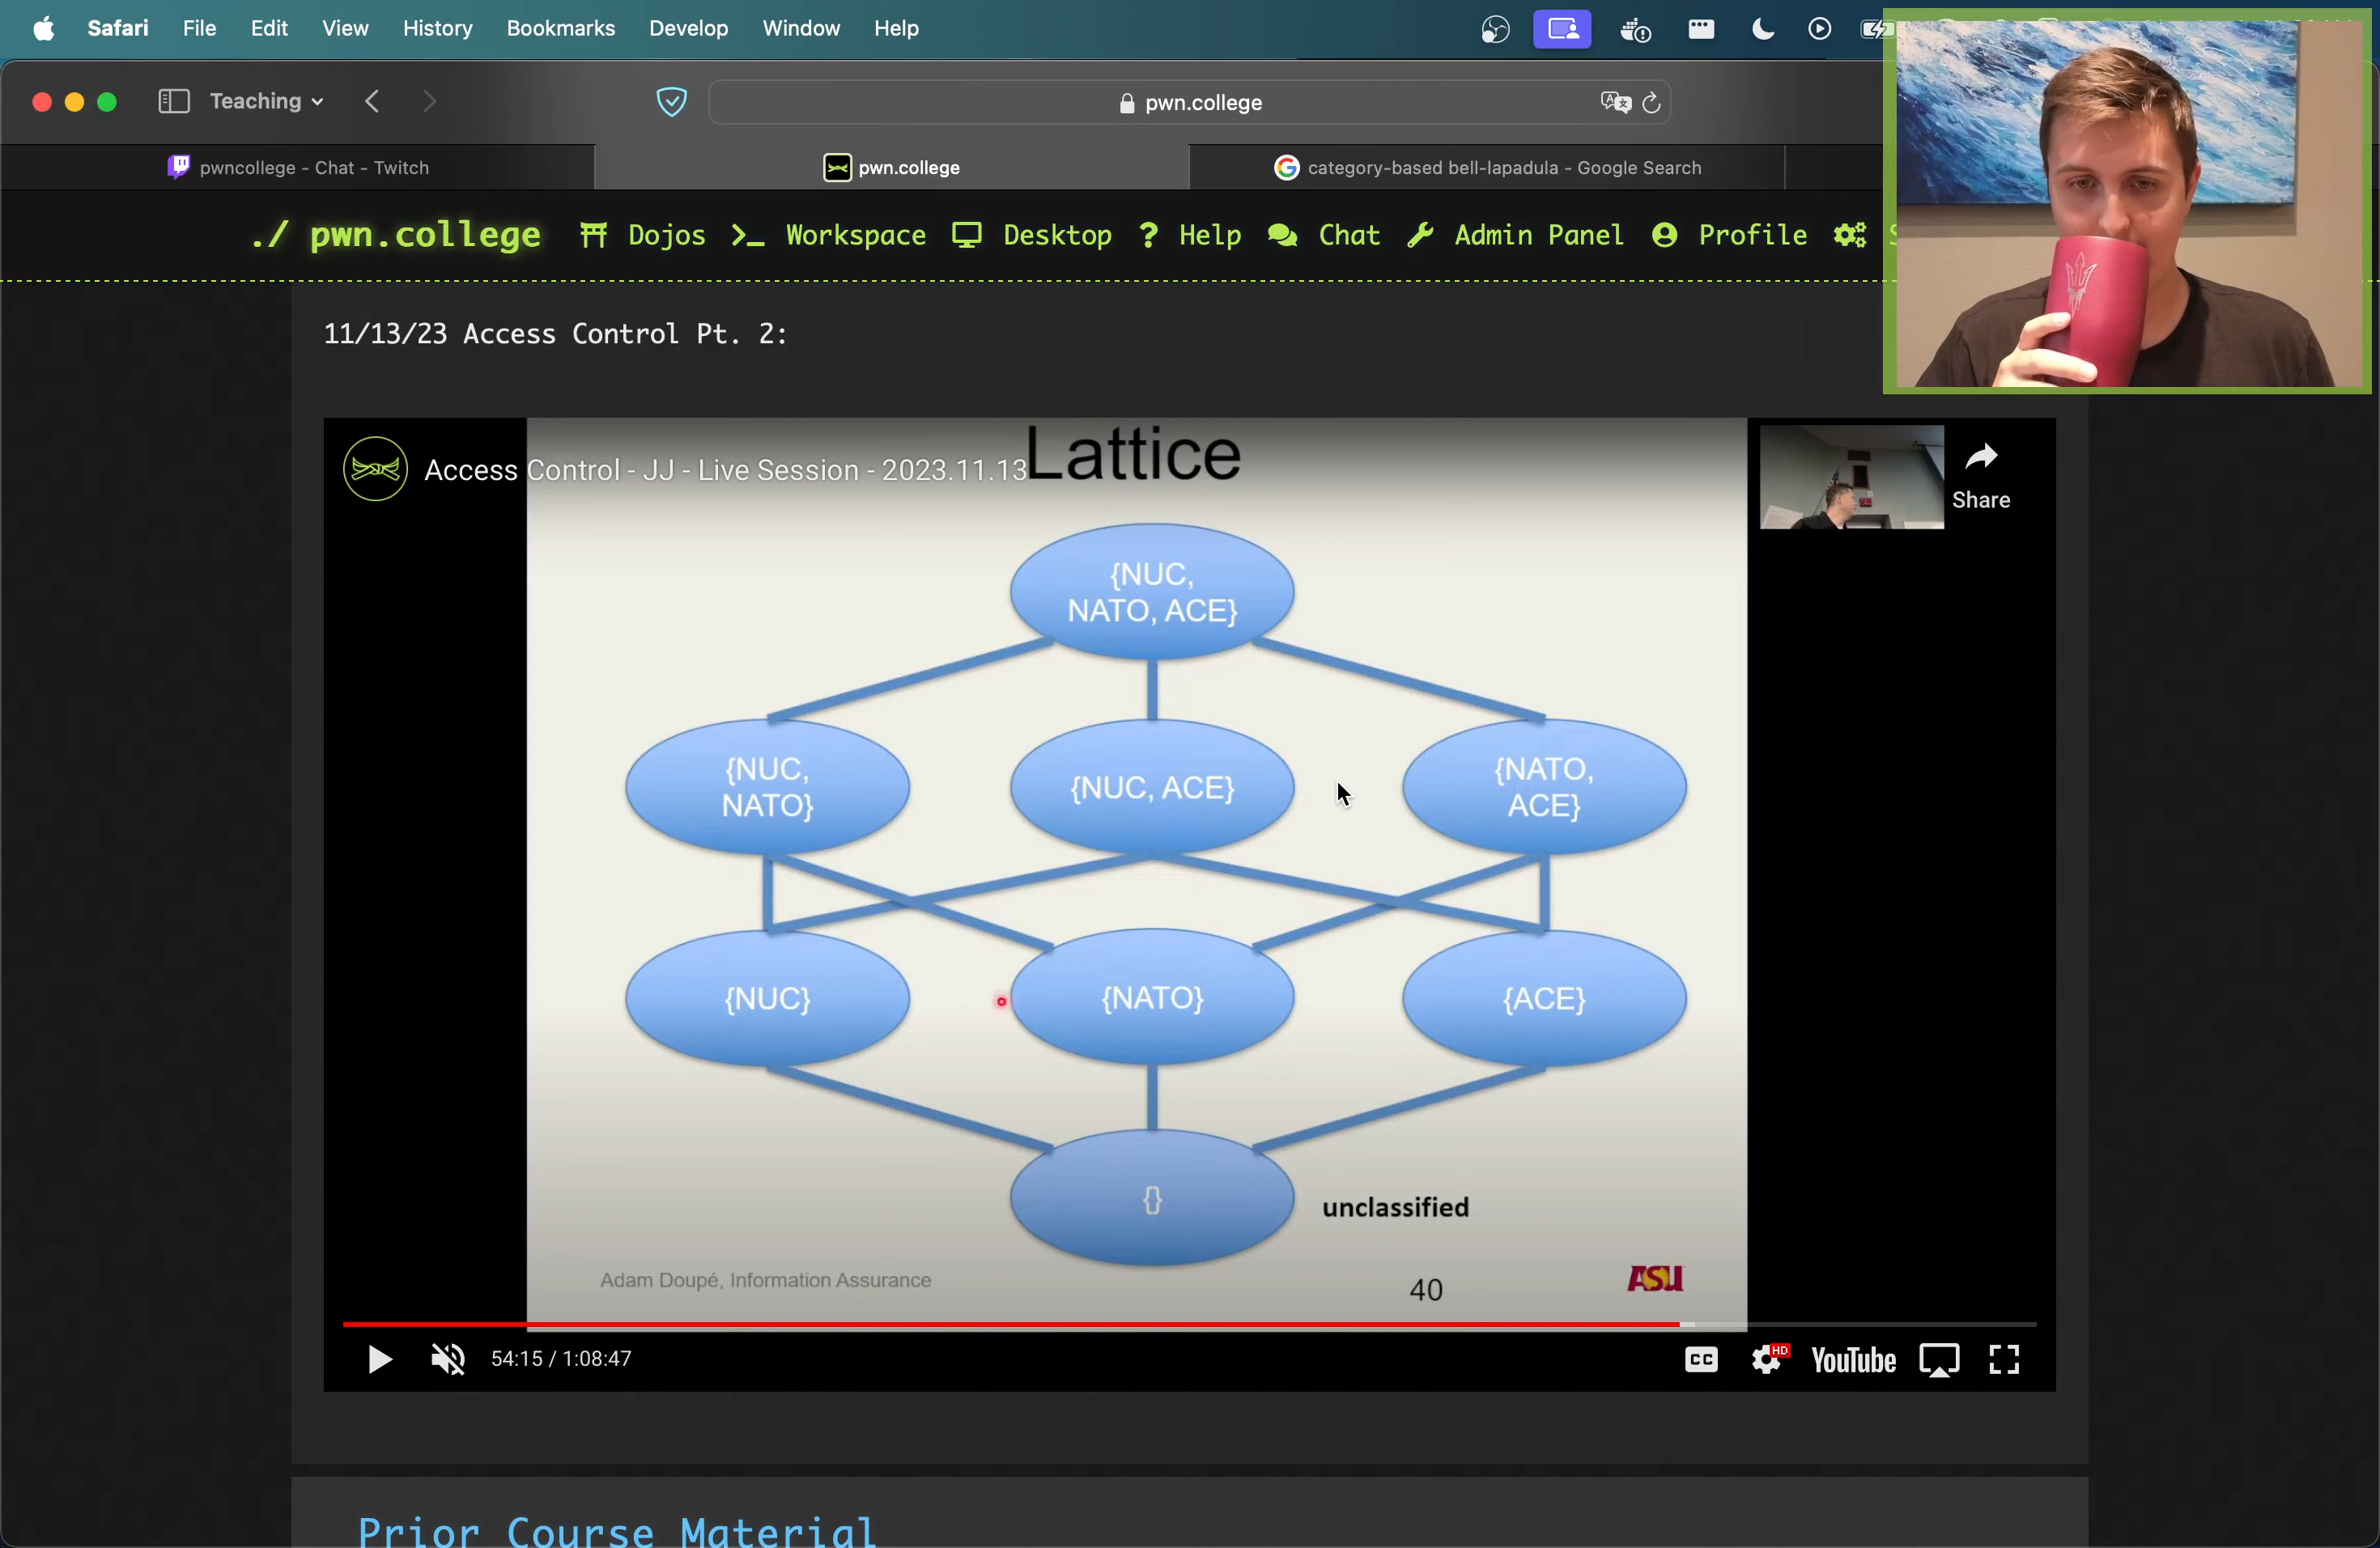 Safari File Edit View History Bookmarks Develop Window Help
Teaching
pwn.college
pwncollege - Chat - Twitch
pwn.college
category-based bell-lapadula - Google Search
./ pwn.college Dojos Workspace Desktop ? Help Chat Admin Panel Profile
11/13/23 Access Control Pt. 2:
Access Control - JJ - Live Session - 2023.11.13
Lattice
Share
{NUC,
NATO, ACE}
{NUC,
NATO}
{NUC, ACE}
{NATO,
ACE}
{NUC}
{NATO}
{ACE}
{}
unclassified
Adam Doupé, Information Assurance
40
ASU
54:15 / 1:08:47
CC
HD
YouTube
Prior Course Material